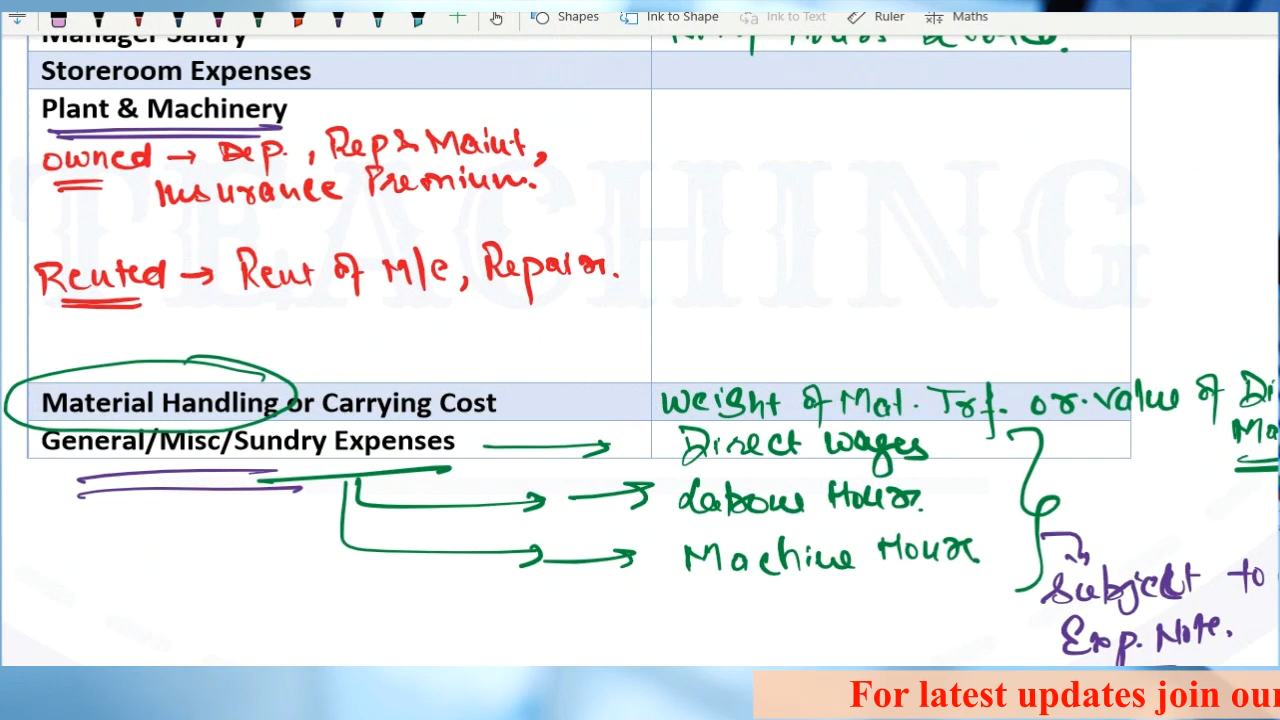 Shapes Ink to Shape Ink to Text Ruler Maths
Manager Salary
Storeroom Expenses
Plant & Machinery
owned → Dep., Rep & Maint,
Insurance Premium.
Rented → Rent of M/c, Repair.
Material Handling or Carrying Cost Weight of Mat. Trf. or value of Di
Ma
General/Misc/Sundry Expenses → Direct wages
→ Labour Hour.
→ Machine Hour
Subject to
Exp. Note.
TEACHING
For latest updates join our